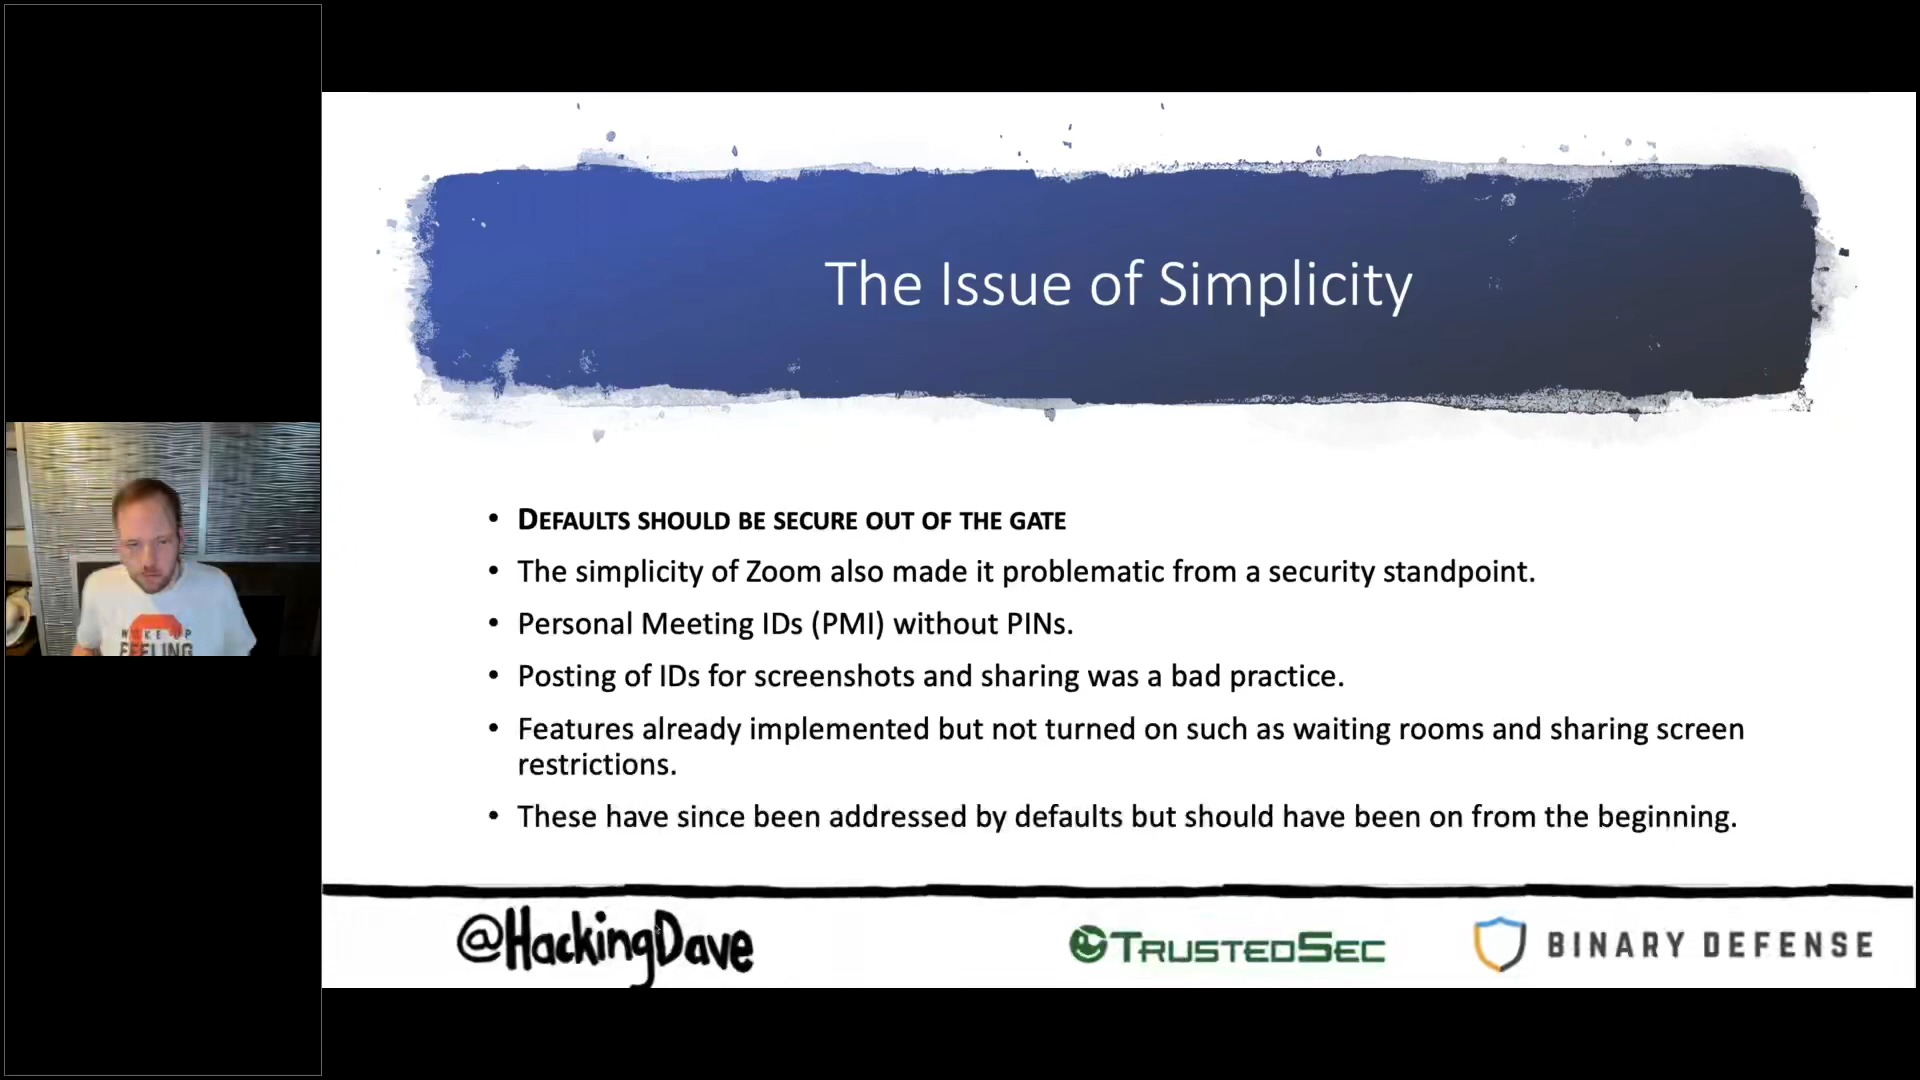 The Issue of Simplicity
• DEFAULTS SHOULD BE SECURE OUT OF THE GATE
• The simplicity of Zoom also made it problematic from a security standpoint.
• Personal Meeting IDs (PMI) without PINs.
• Posting of IDs for screenshots and sharing was a bad practice.
• Features already implemented but not turned on such as waiting rooms and sharing screen
restrictions.
• These have since been addressed by defaults but should have been on from the beginning.
WAKE UP
FEELING
@HackingDave
TRUSTEDSEC
BINARY DEFENSE